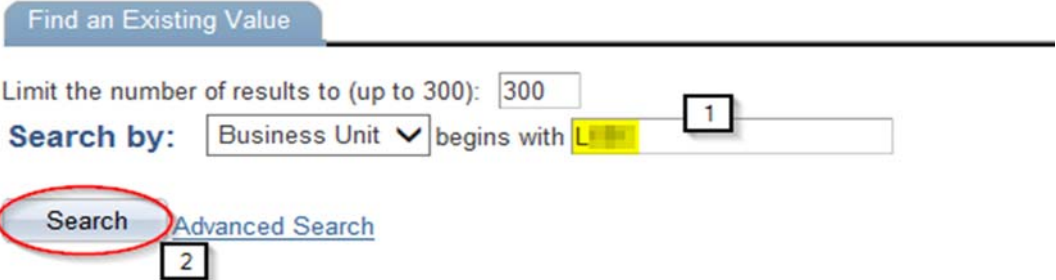 Find an Existing Value
Limit the number of results to (up to 300): 300
Search by: Business Unit begins with L
1
Search Advanced Search
2